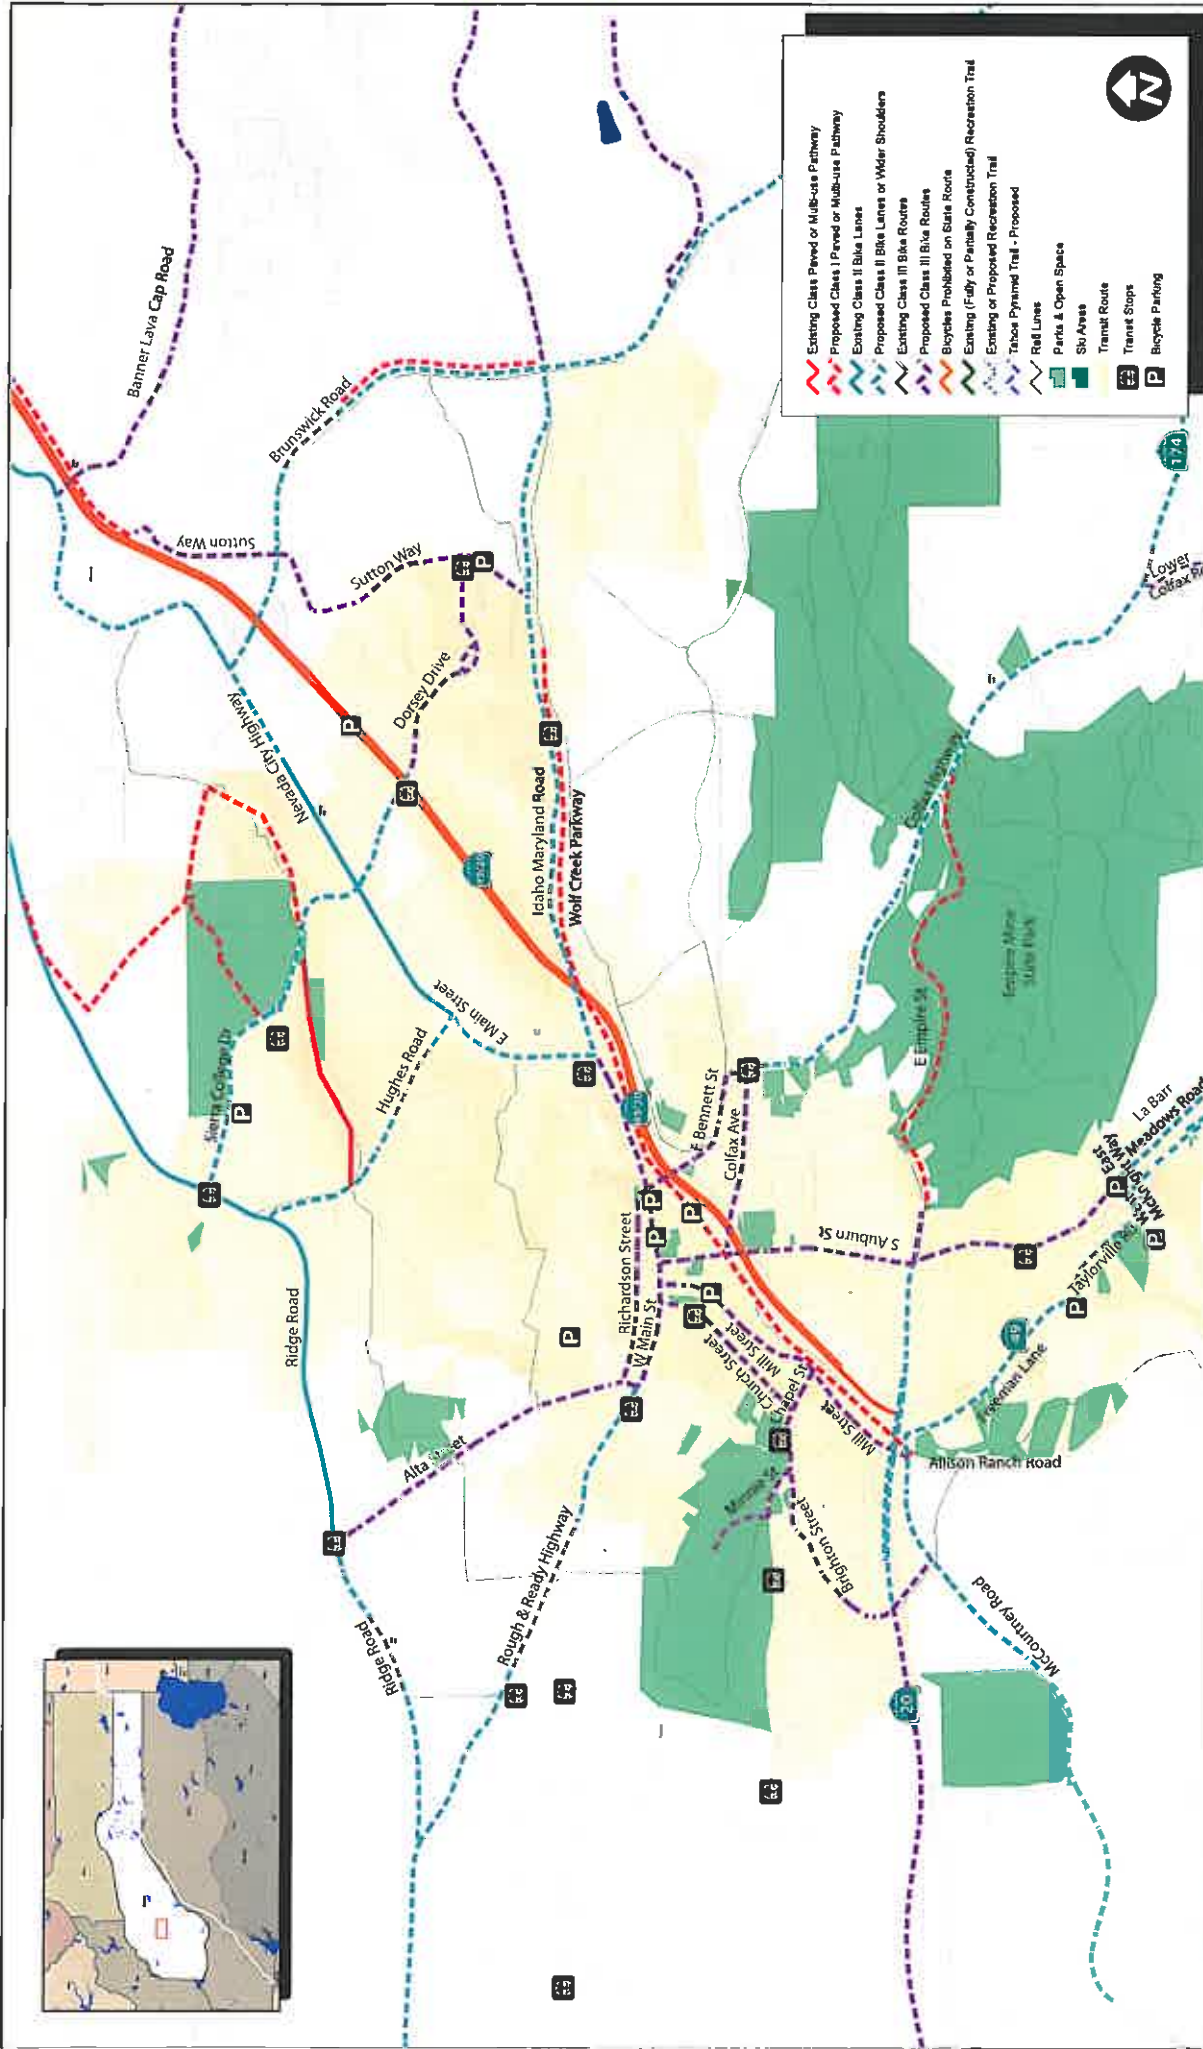 Banner Lava Cap Road
Brunswick Road
Sutton Way
Sutton Way
Dorsey Drive
Nevada City Highway
Idaho Maryland Road
Wolf Creek Parkway
Sierra College Dr
Hughes Road
E Main Street
E Bennett St
Colfax Ave
Colfax Highway
E Empire St
Empire Mine
State Park
Lower
174
Ridge Road
Richardson Street
W Main St
S Auburn St
Church Street
Mill Street
Chapel St
Mill Street
Alta Street
Rough & Ready Highway
Ridge Road
Brighton Street
Freeman Lane
Allison Ranch Road
McCourtney Road
20
49
Taylorville Rd
East
Way
La Barr
Meadows Road
McKnight
Way
P
P
P
P
P
P
P
P
P
P
P
P
Existing Class Paved or Multi-use Pathway
Proposed Class I Paved or Multi-use Pathway
Existing Class II Bike Lanes
Proposed Class II Bike Lanes or Wider Shoulders
Existing Class III Bike Routes
Proposed Class III Bike Routes
Bicycles Prohibited on State Route
Existing (Fully or Partially Constructed) Recreation Trail
Existing or Proposed Recreation Trail
Tahoe Pyramid Trail - Proposed
Rail Lines
Parks & Open Space
Ski Areas
Transit Route
Transit Stops
P Bicycle Parking
N